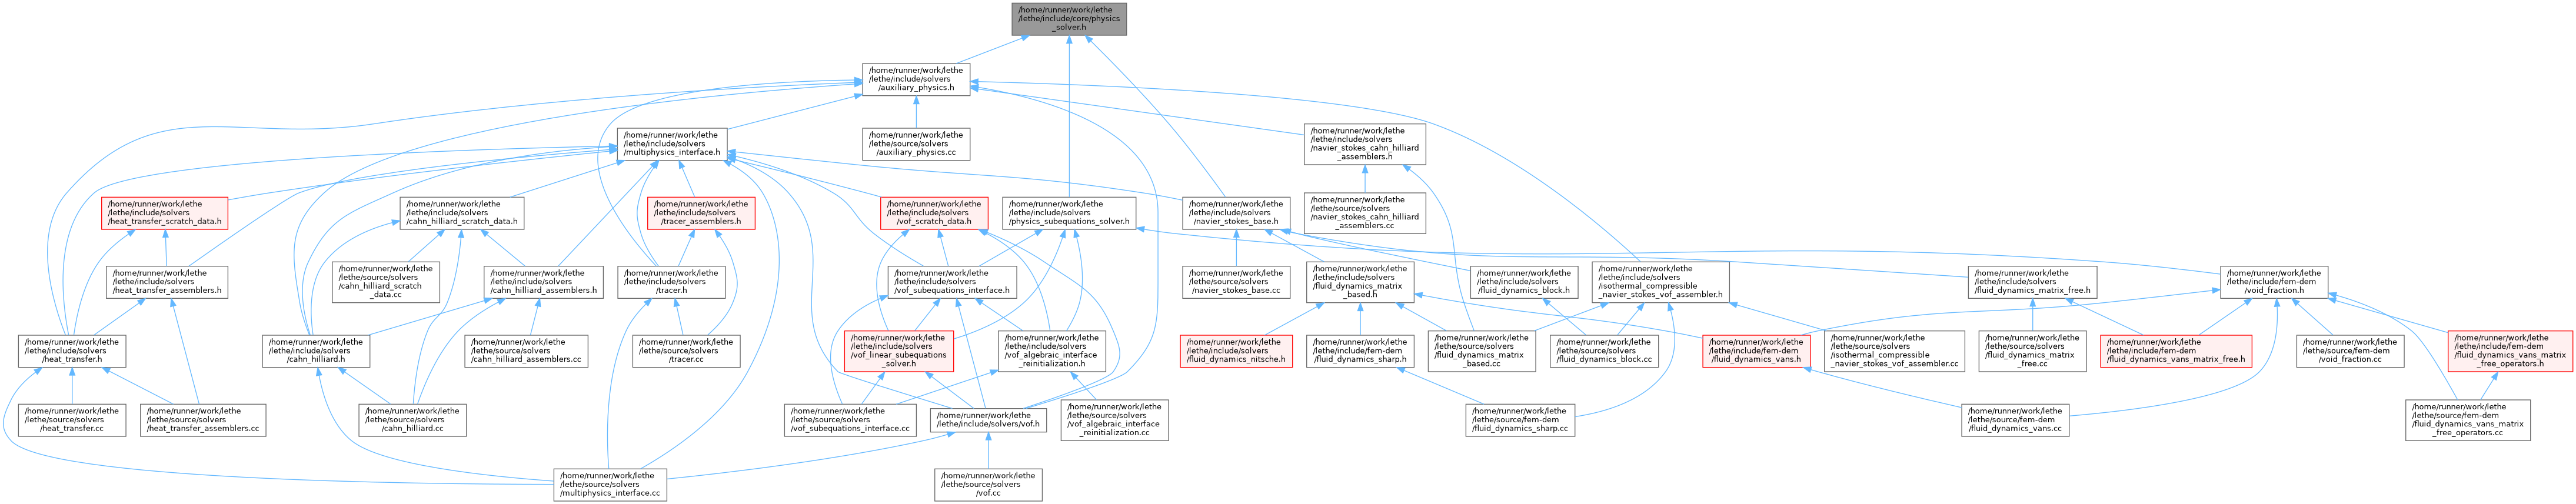 /home/runner/work/lethe
/lethe/include/core/physics
_solver.h
/home/runner/work/lethe
/lethe/include/solvers
/auxiliary_physics.h
/home/runner/work/lethe
/lethe/include/solvers
/multiphysics_interface.h
/home/runner/work/lethe
/lethe/source/solvers
/auxiliary_physics.cc
/home/runner/work/lethe
/lethe/include/solvers
/navier_stokes_cahn_hilliard
_assemblers.h
/home/runner/work/lethe
/lethe/include/solvers
/heat_transfer_scratch_data.h
/home/runner/work/lethe
/lethe/include/solvers
/cahn_hilliard_scratch_data.h
/home/runner/work/lethe
/lethe/include/solvers
/tracer_assemblers.h
/home/runner/work/lethe
/lethe/include/solvers
/vof_scratch_data.h
/home/runner/work/lethe
/lethe/include/solvers
/physics_subequations_solver.h
/home/runner/work/lethe
/lethe/include/solvers
/navier_stokes_base.h
/home/runner/work/lethe
/lethe/source/solvers
/navier_stokes_cahn_hilliard
_assemblers.cc
/home/runner/work/lethe
/lethe/include/solvers
/heat_transfer_assemblers.h
/home/runner/work/lethe
/lethe/source/solvers
/cahn_hilliard_scratch
_data.cc
/home/runner/work/lethe
/lethe/include/solvers
/cahn_hilliard_assemblers.h
/home/runner/work/lethe
/lethe/include/solvers
/tracer.h
/home/runner/work/lethe
/lethe/include/solvers
/vof_subequations_interface.h
/home/runner/work/lethe
/lethe/source/solvers
/navier_stokes_base.cc
/home/runner/work/lethe
/lethe/include/solvers
/fluid_dynamics_matrix
_based.h
/home/runner/work/lethe
/lethe/include/solvers
/fluid_dynamics_block.h
/home/runner/work/lethe
/lethe/include/solvers
/isothermal_compressible
_navier_stokes_vof_assembler.h
/home/runner/work/lethe
/lethe/include/solvers
/fluid_dynamics_matrix_free.h
/home/runner/work/lethe
/lethe/include/fem-dem
/void_fraction.h
/home/runner/work/lethe
/lethe/include/solvers
/heat_transfer.h
/home/runner/work/lethe
/lethe/include/solvers
/cahn_hilliard.h
/home/runner/work/lethe
/lethe/source/solvers
/cahn_hilliard_assemblers.cc
/home/runner/work/lethe
/lethe/source/solvers
/tracer.cc
/home/runner/work/lethe
/lethe/include/solvers
/vof_linear_subequations
_solver.h
/home/runner/work/lethe
/lethe/include/solvers
/vof_algebraic_interface
_reinitialization.h
/home/runner/work/lethe
/lethe/include/solvers
/fluid_dynamics_nitsche.h
/home/runner/work/lethe
/lethe/include/fem-dem
/fluid_dynamics_sharp.h
/home/runner/work/lethe
/lethe/source/solvers
/fluid_dynamics_matrix
_based.cc
/home/runner/work/lethe
/lethe/source/solvers
/fluid_dynamics_block.cc
/home/runner/work/lethe
/lethe/include/fem-dem
/fluid_dynamics_vans.h
/home/runner/work/lethe
/lethe/source/solvers
/isothermal_compressible
_navier_stokes_vof_assembler.cc
/home/runner/work/lethe
/lethe/source/solvers
/fluid_dynamics_matrix
_free.cc
/home/runner/work/lethe
/lethe/include/fem-dem
/fluid_dynamics_vans_matrix_free.h
/home/runner/work/lethe
/lethe/source/fem-dem
/void_fraction.cc
/home/runner/work/lethe
/lethe/include/fem-dem
/fluid_dynamics_vans_matrix
_free_operators.h
/home/runner/work/lethe
/lethe/source/solvers
/heat_transfer.cc
/home/runner/work/lethe
/lethe/source/solvers
/heat_transfer_assemblers.cc
/home/runner/work/lethe
/lethe/source/solvers
/cahn_hilliard.cc
/home/runner/work/lethe
/lethe/source/solvers
/vof_subequations_interface.cc
/home/runner/work/lethe
/lethe/include/solvers/vof.h
/home/runner/work/lethe
/lethe/source/solvers
/vof_algebraic_interface
_reinitialization.cc
/home/runner/work/lethe
/lethe/source/fem-dem
/fluid_dynamics_sharp.cc
/home/runner/work/lethe
/lethe/source/fem-dem
/fluid_dynamics_vans.cc
/home/runner/work/lethe
/lethe/source/fem-dem
/fluid_dynamics_vans_matrix
_free_operators.cc
/home/runner/work/lethe
/lethe/source/solvers
/multiphysics_interface.cc
/home/runner/work/lethe
/lethe/source/solvers
/vof.cc